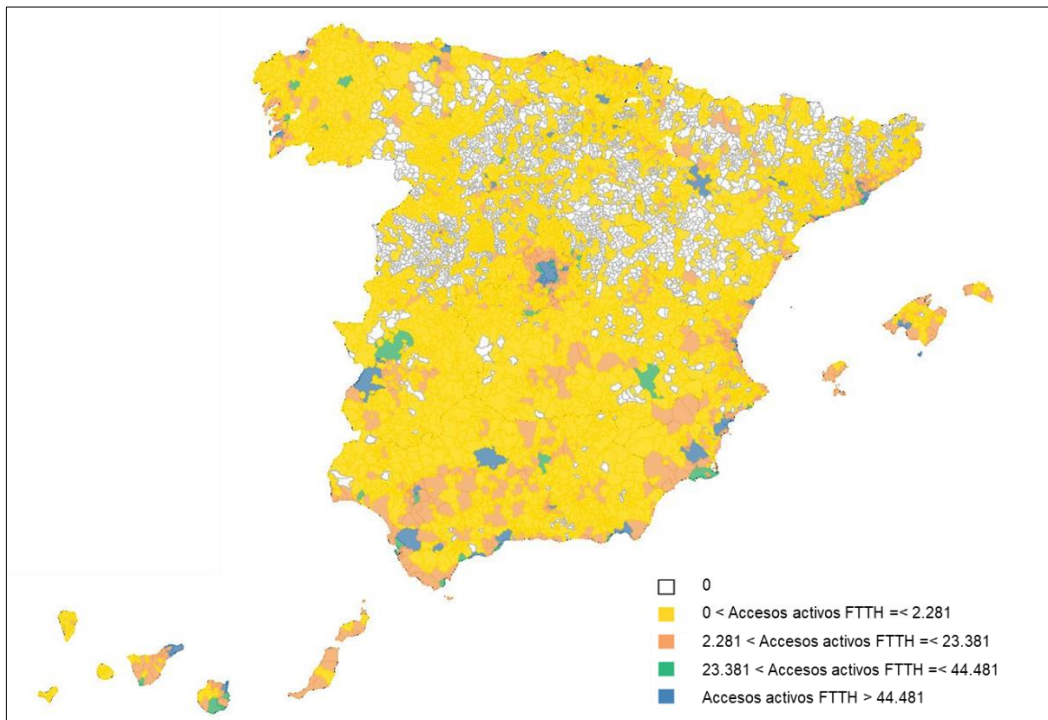 0
0 < Accesos activos FTTH =< 2.281
2.281 < Accesos activos FTTH =< 23.381
23.381 < Accesos activos FTTH =< 44.481
Accesos activos FTTH > 44.481